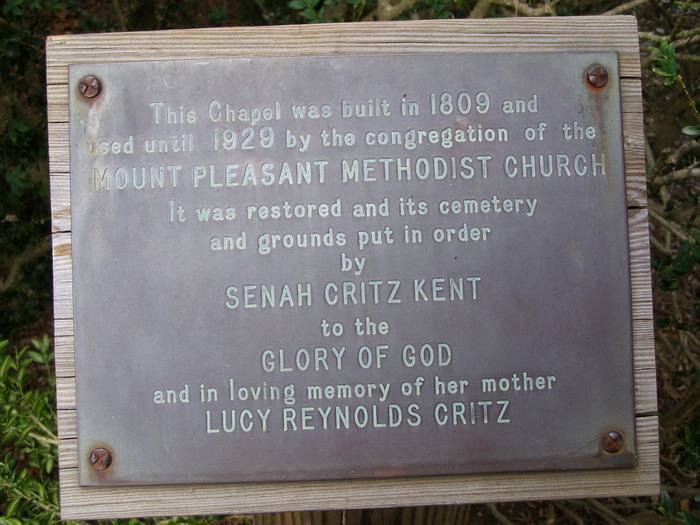 This Chapel was built in 1809 and
used until 1929 by the congregation of the
MOUNT PLEASANT METHODIST CHURCH
It was restored and its cemetery
and grounds put in order
by
SENAH CRITZ KENT
to the
GLORY OF GOD
and in loving memory of her mother
LUCY REYNOLDS CRITZ